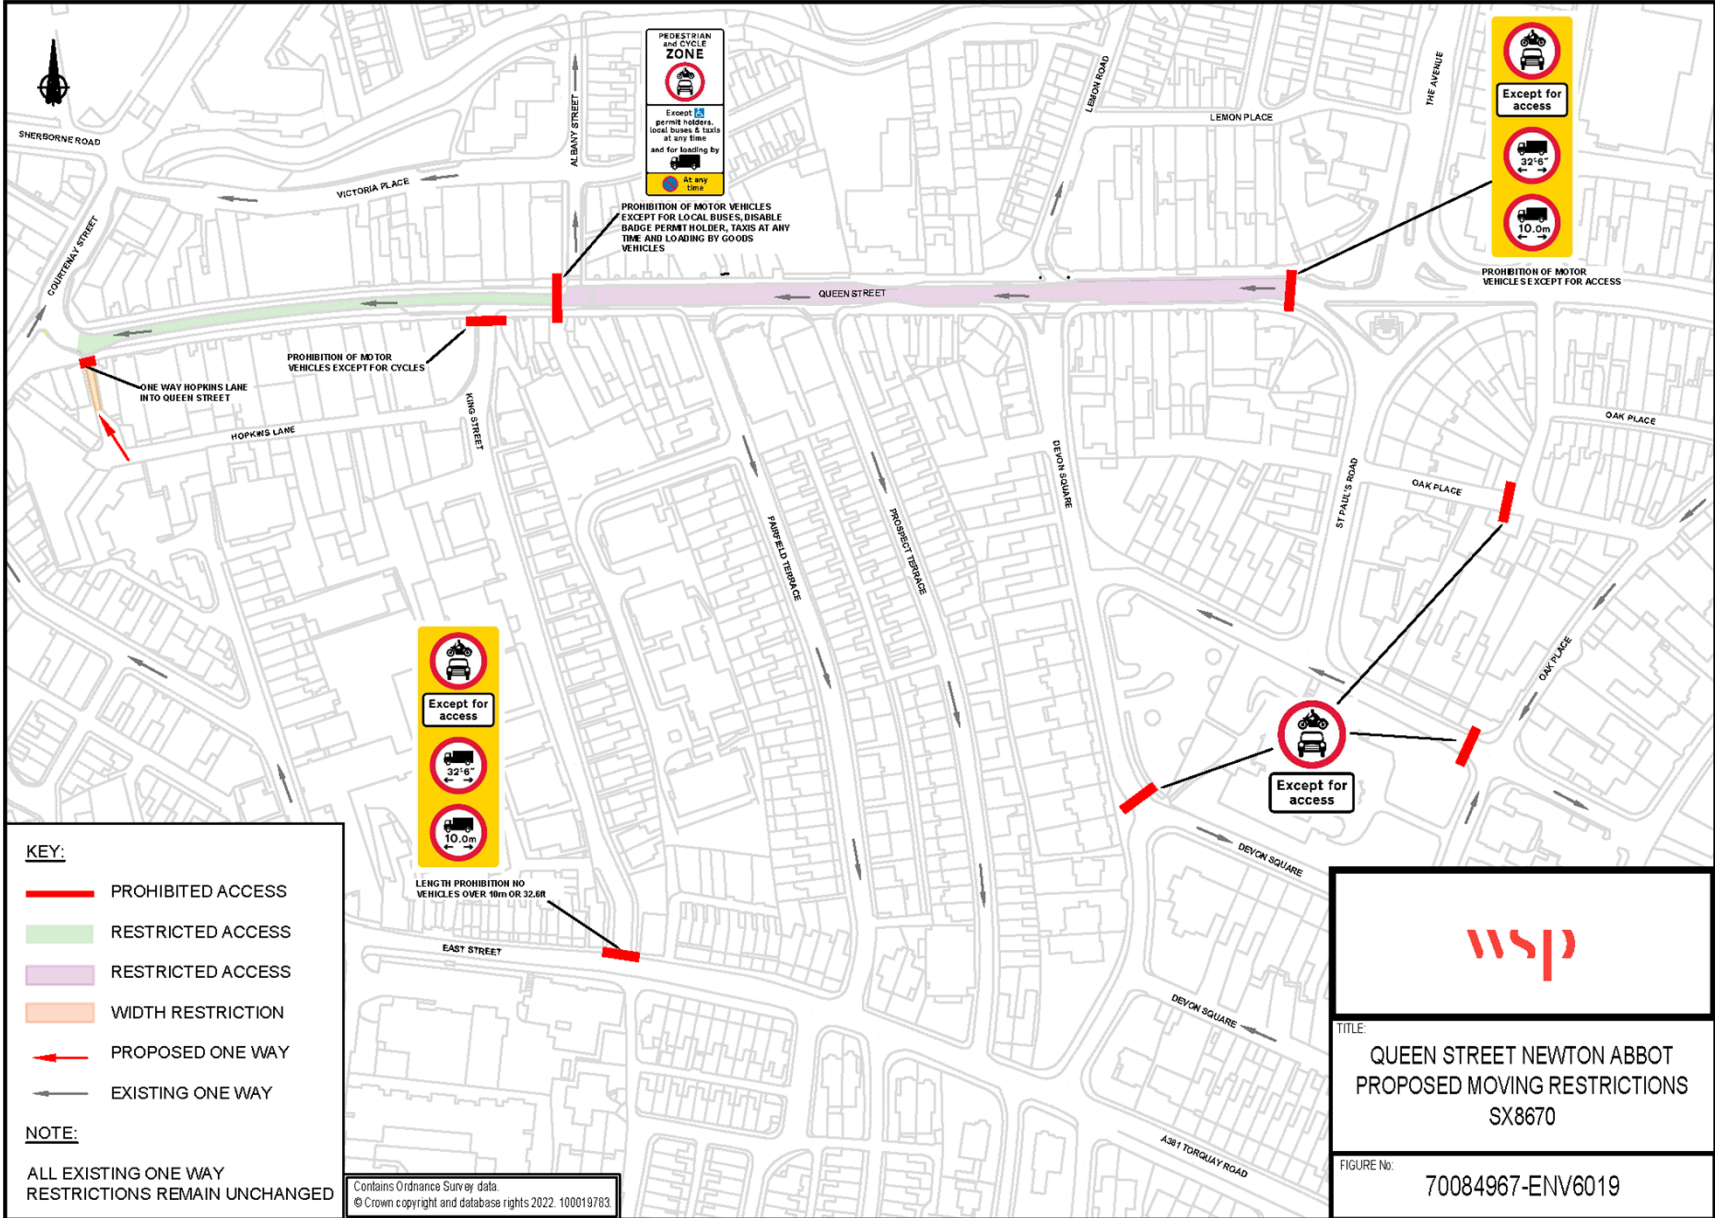 PEDESTRIAN
and CYCLE
ZONE
Except
permit holders,
local buses & taxis
at any time
and for loading by
At any
time
PROHIBITION OF MOTOR VEHICLES
EXCEPT FOR LOCAL BUSES, DISABLE
BADGE PERMIT HOLDER, TAXIS AT ANY
TIME AND LOADING BY GOODS
VEHICLES
Except for
access
32'6"
10.0m
PROHIBITION OF MOTOR
VEHICLES EXCEPT FOR ACCESS
SHERBORNE ROAD
VICTORIA PLACE
COURTENAY STREET
ALBANY STREET
LEMON ROAD
LEMON PLACE
THE AVENUE
QUEEN STREET
PROHIBITION OF MOTOR
VEHICLES EXCEPT FOR CYCLES
ONE WAY HOPKINS LANE
INTO QUEEN STREET
HOPKINS LANE
KING STREET
FAIRFIELD TERRACE
PROSPECT TERRACE
DEVON SQUARE
ST PAUL'S ROAD
OAK PLACE
OAK PLACE
OAK PLACE
Except for
access
32'6"
10.0m
LENGTH PROHIBITION NO
VEHICLES OVER 10m OR 32.6ft
EAST STREET
Except for
access
DEVON SQUARE
DEVON SQUARE
A381 TORQUAY ROAD
KEY:
PROHIBITED ACCESS
RESTRICTED ACCESS
RESTRICTED ACCESS
WIDTH RESTRICTION
PROPOSED ONE WAY
EXISTING ONE WAY
NOTE:
ALL EXISTING ONE WAY
RESTRICTIONS REMAIN UNCHANGED
Contains Ordnance Survey data.
© Crown copyright and database rights 2022. 100019783.
wsp
TITLE:
QUEEN STREET NEWTON ABBOT
PROPOSED MOVING RESTRICTIONS
SX8670
FIGURE No:
70084967-ENV6019